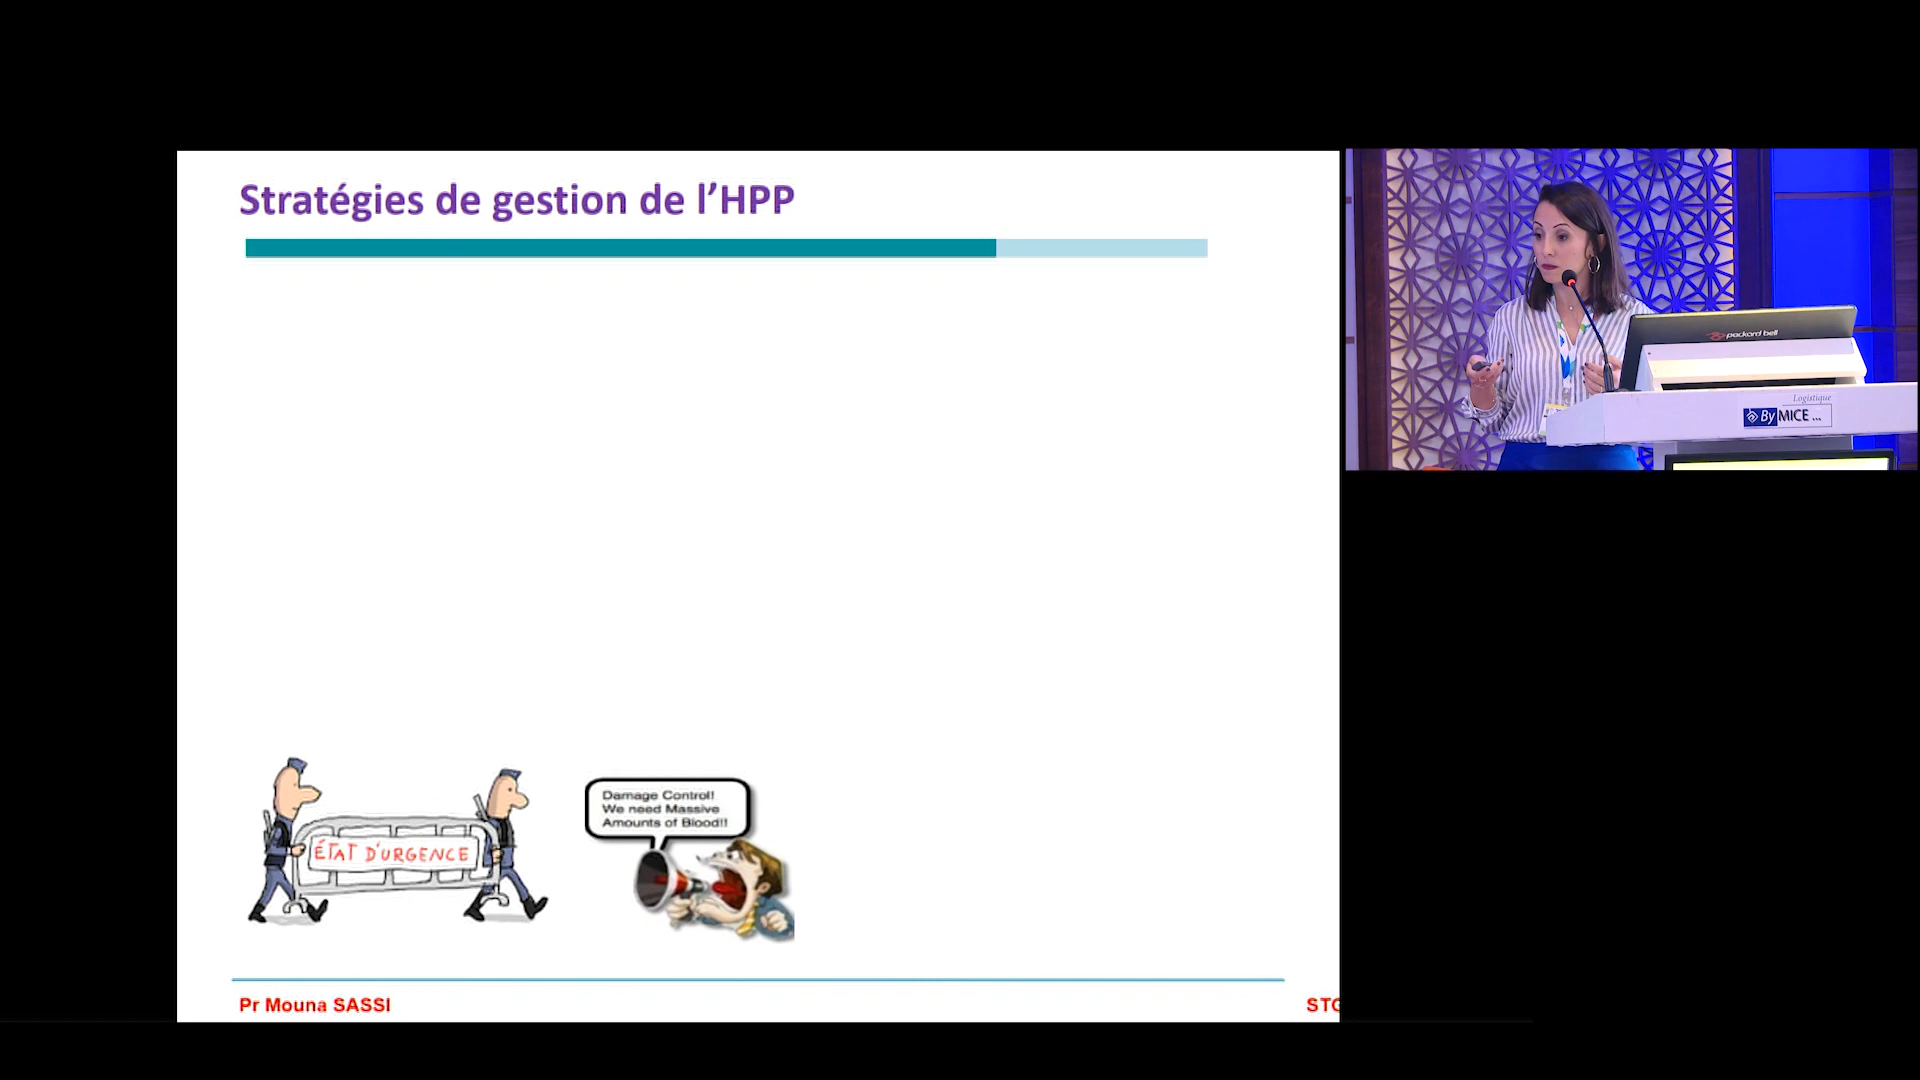 Stratégies de gestion de l’HPP
packard bell
Logistique
By MICE ...
Damage Control!
We need Massive
Amounts of Blood!!
ÉTAT D'URGENCE
Pr Mouna SASSI